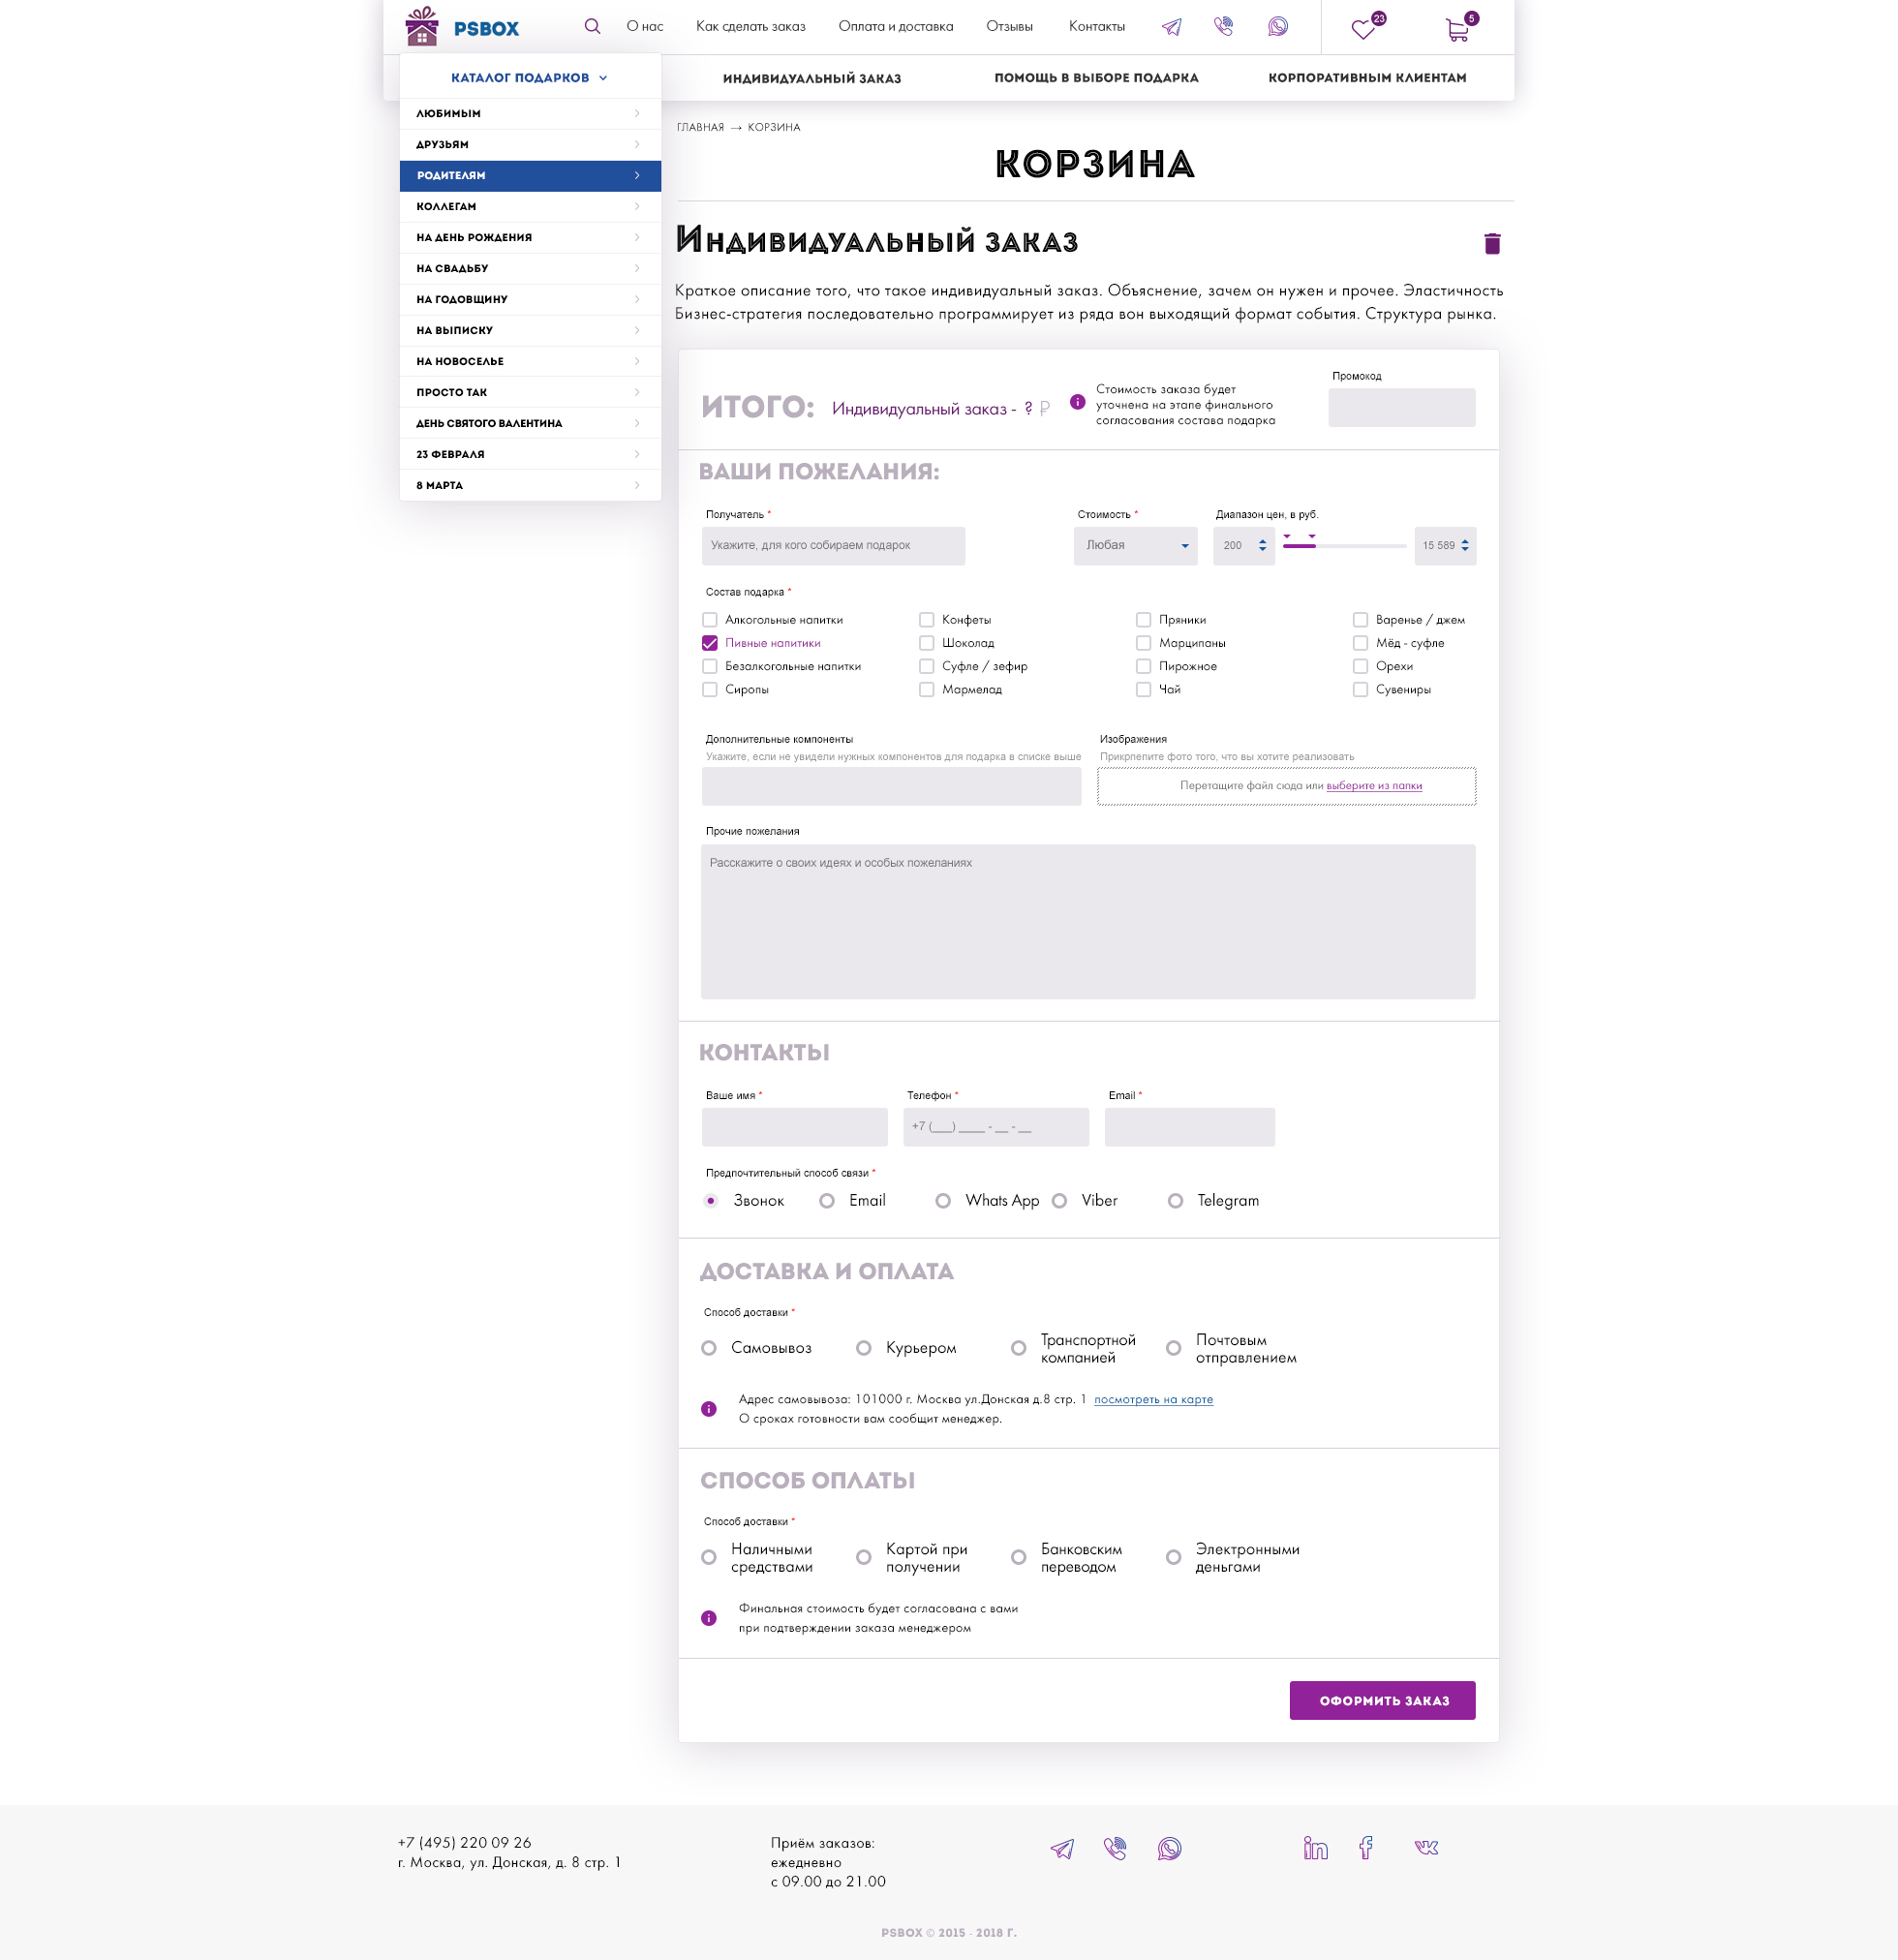 PSBOX
О нас
Как сделать заказ
Оплата и доставка
Отзывы
Контакты
23
5
КАТАЛОГ ПОДАРКОВ
ИНДИВИДУАЛЬНЫЙ ЗАКАЗ
ПОМОЩЬ В ВЫБОРЕ ПОДАРКА
КОРПОРАТИВНЫМ КЛИЕНТАМ
ЛЮБИМЫМ
ДРУЗЬЯМ
РОДИТЕЛЯМ
КОЛЛЕГАМ
НА ДЕНЬ РОЖДЕНИЯ
НА СВАДЬБУ
НА ГОДОВЩИНУ
НА ВЫПИСКУ
НА НОВОСЕЛЬЕ
ПРОСТО ТАК
ДЕНЬ СВЯТОГО ВАЛЕНТИНА
23 ФЕВРАЛЯ
8 МАРТА
ГЛАВНАЯ → КОРЗИНА
КОРЗИНА
Индивидуальный заказ
Краткое описание того, что такое индивидуальный заказ. Объяснение, зачем он нужен и прочее. Эластичность
Бизнес-стратегия последовательно программирует из ряда вон выходящий формат события. Структура рынка.
ИТОГО: Индивидуальный заказ - ? ₽
Стоимость заказа будет
уточнена на этапе финального
согласования состава подарка
Промокод
ВАШИ ПОЖЕЛАНИЯ:
Получатель *
Стоимость *
Диапазон цен, в руб.
Укажите, для кого собираем подарок
Любая
200
15 589
Состав подарка *
Алкогольные напитки
Конфеты
Пряники
Варенье / джем
Пивные напитики
Шоколад
Марципаны
Мёд - суфле
Безалкогольные напитки
Суфле / зефир
Пирожное
Орехи
Сиропы
Мармелад
Чай
Сувениры
Дополнительные компоненты
Изображения
Укажите, если не увидели нужных компонентов для подарка в списке выше
Прикрпепите фото того, что вы хотите реализовать
Перетащите файл сюда или выберите из папки
Прочие пожелания
Расскажите о своих идеях и особых пожеланиях
КОНТАКТЫ
Ваше имя *
Телефон *
Email *
+7 (___) ____ - __ - __
Предпочтительный способ связи *
Звонок
Email
Whats App
Viber
Telegram
ДОСТАВКА И ОПЛАТА
Способ доставки *
Самовывоз
Курьером
Транспортной
компанией
Почтовым
отправлением
Адрес самовывоза: 101000 г. Москва ул.Донская д.8 стр. 1 посмотреть на карте
О сроках готовности вам сообщит менеджер.
СПОСОБ ОПЛАТЫ
Способ доставки *
Наличными
средствами
Картой при
получении
Банковским
переводом
Электронными
деньгами
Финальная стоимость будет согласована с вами
при подтверждении заказа менеджером
ОФОРМИТЬ ЗАКАЗ
+7 (495) 220 09 26
г. Москва, ул. Донская, д. 8 стр. 1
Приём заказов:
ежедневно
с 09.00 до 21.00
PSBOX © 2015 - 2018 Г.